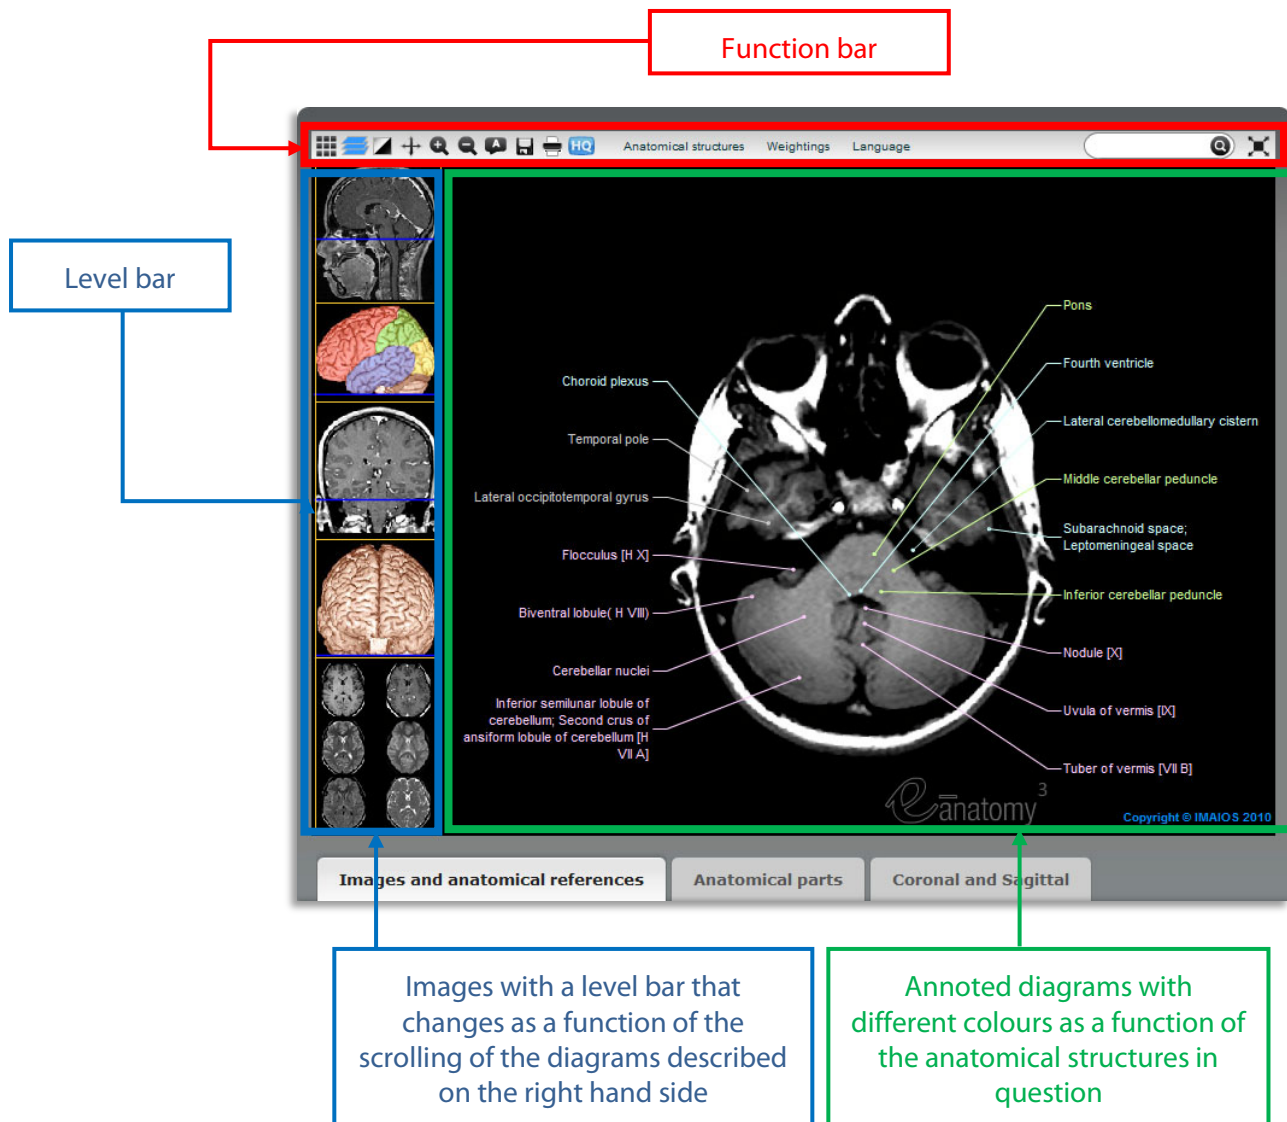 Function bar
HQ
Anatomical structures
Weightings
Language
Level bar
Choroid plexus
Temporal pole
Lateral occipitotemporal gyrus
Flocculus [H X]
Biventral lobule( H VIII)
Cerebellar nuclei
Inferior semilunar lobule of
cerebellum; Second crus of
ansiform lobule of cerebellum [H
VII A]
Pons
Fourth ventricle
Lateral cerebellomedullary cistern
Middle cerebellar peduncle
Subarachnoid space;
Leptomeningeal space
Inferior cerebellar peduncle
Nodule [X]
Uvula of vermis [IX]
Tuber of vermis [VII B]
e-anatomy 3
Copyright © IMAIOS 2010
Images and anatomical references
Anatomical parts
Coronal and Sagittal
Images with a level bar that
changes as a function of the
scrolling of the diagrams described
on the right hand side
Annoted diagrams with
different colours as a function of
the anatomical structures in
question